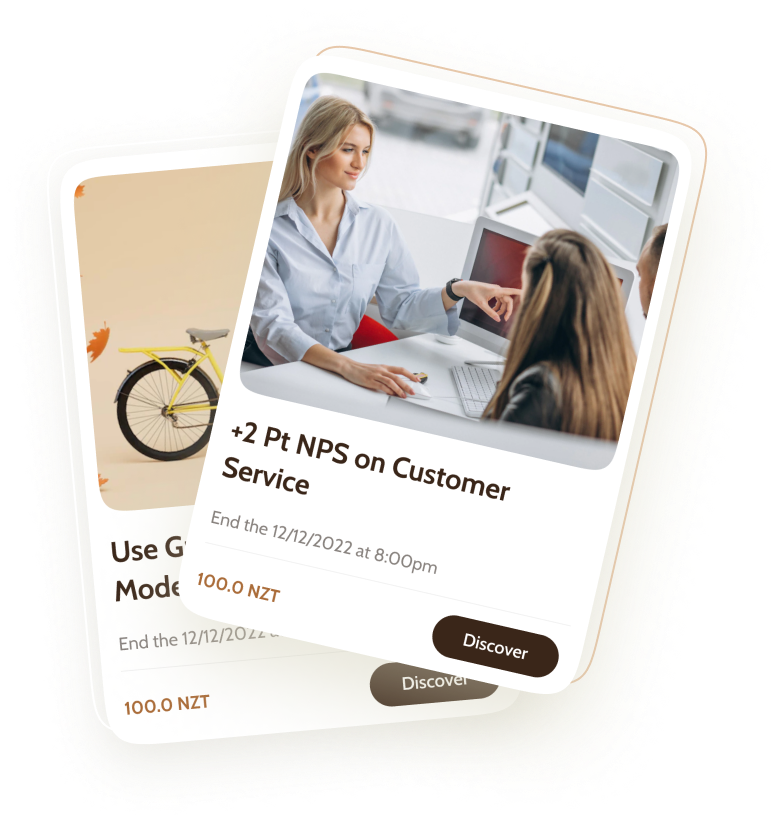 +2 Pt NPS on Customer
Service
End the 12/12/2022 at 8:00pm
100.0 NZT
Discover
Use
Mode
End the 12/12/2022
100.0 NZT
Discover